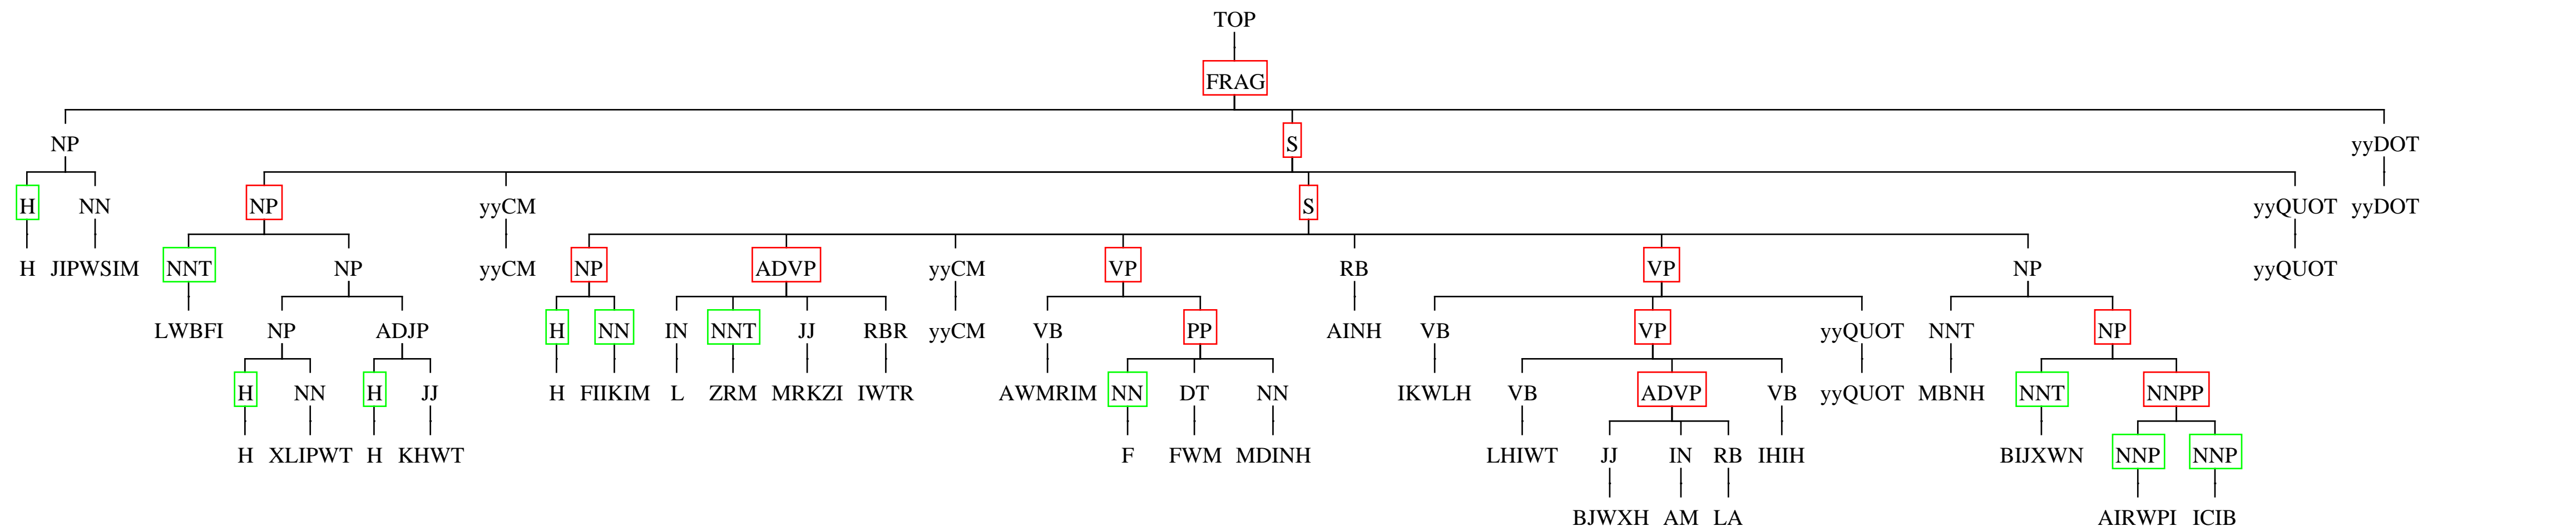 TOP
FRAG
NP S yyDOT
H NN NP yyCM S yyQUOT yyDOT
H JIPWSIM NNT NP yyCM NP ADVP yyCM VP RB VP NP yyQUOT
LWBFI NP ADJP H NN IN NNT JJ RBR yyCM VB PP AINH VB VP yyQUOT NNT NP
H NN H JJ H FIIKIM L ZRM MRKZI IWTR AWMRIM NN DT NN IKWLH VB ADVP VB yyQUOT MBNH NNT NNPP
H XLIPWT H KHWT F FWM MDINH LHIWT JJ IN RB IHIH BIJXWN NNP NNP
BJWXH AM LA AIRWPI ICIB